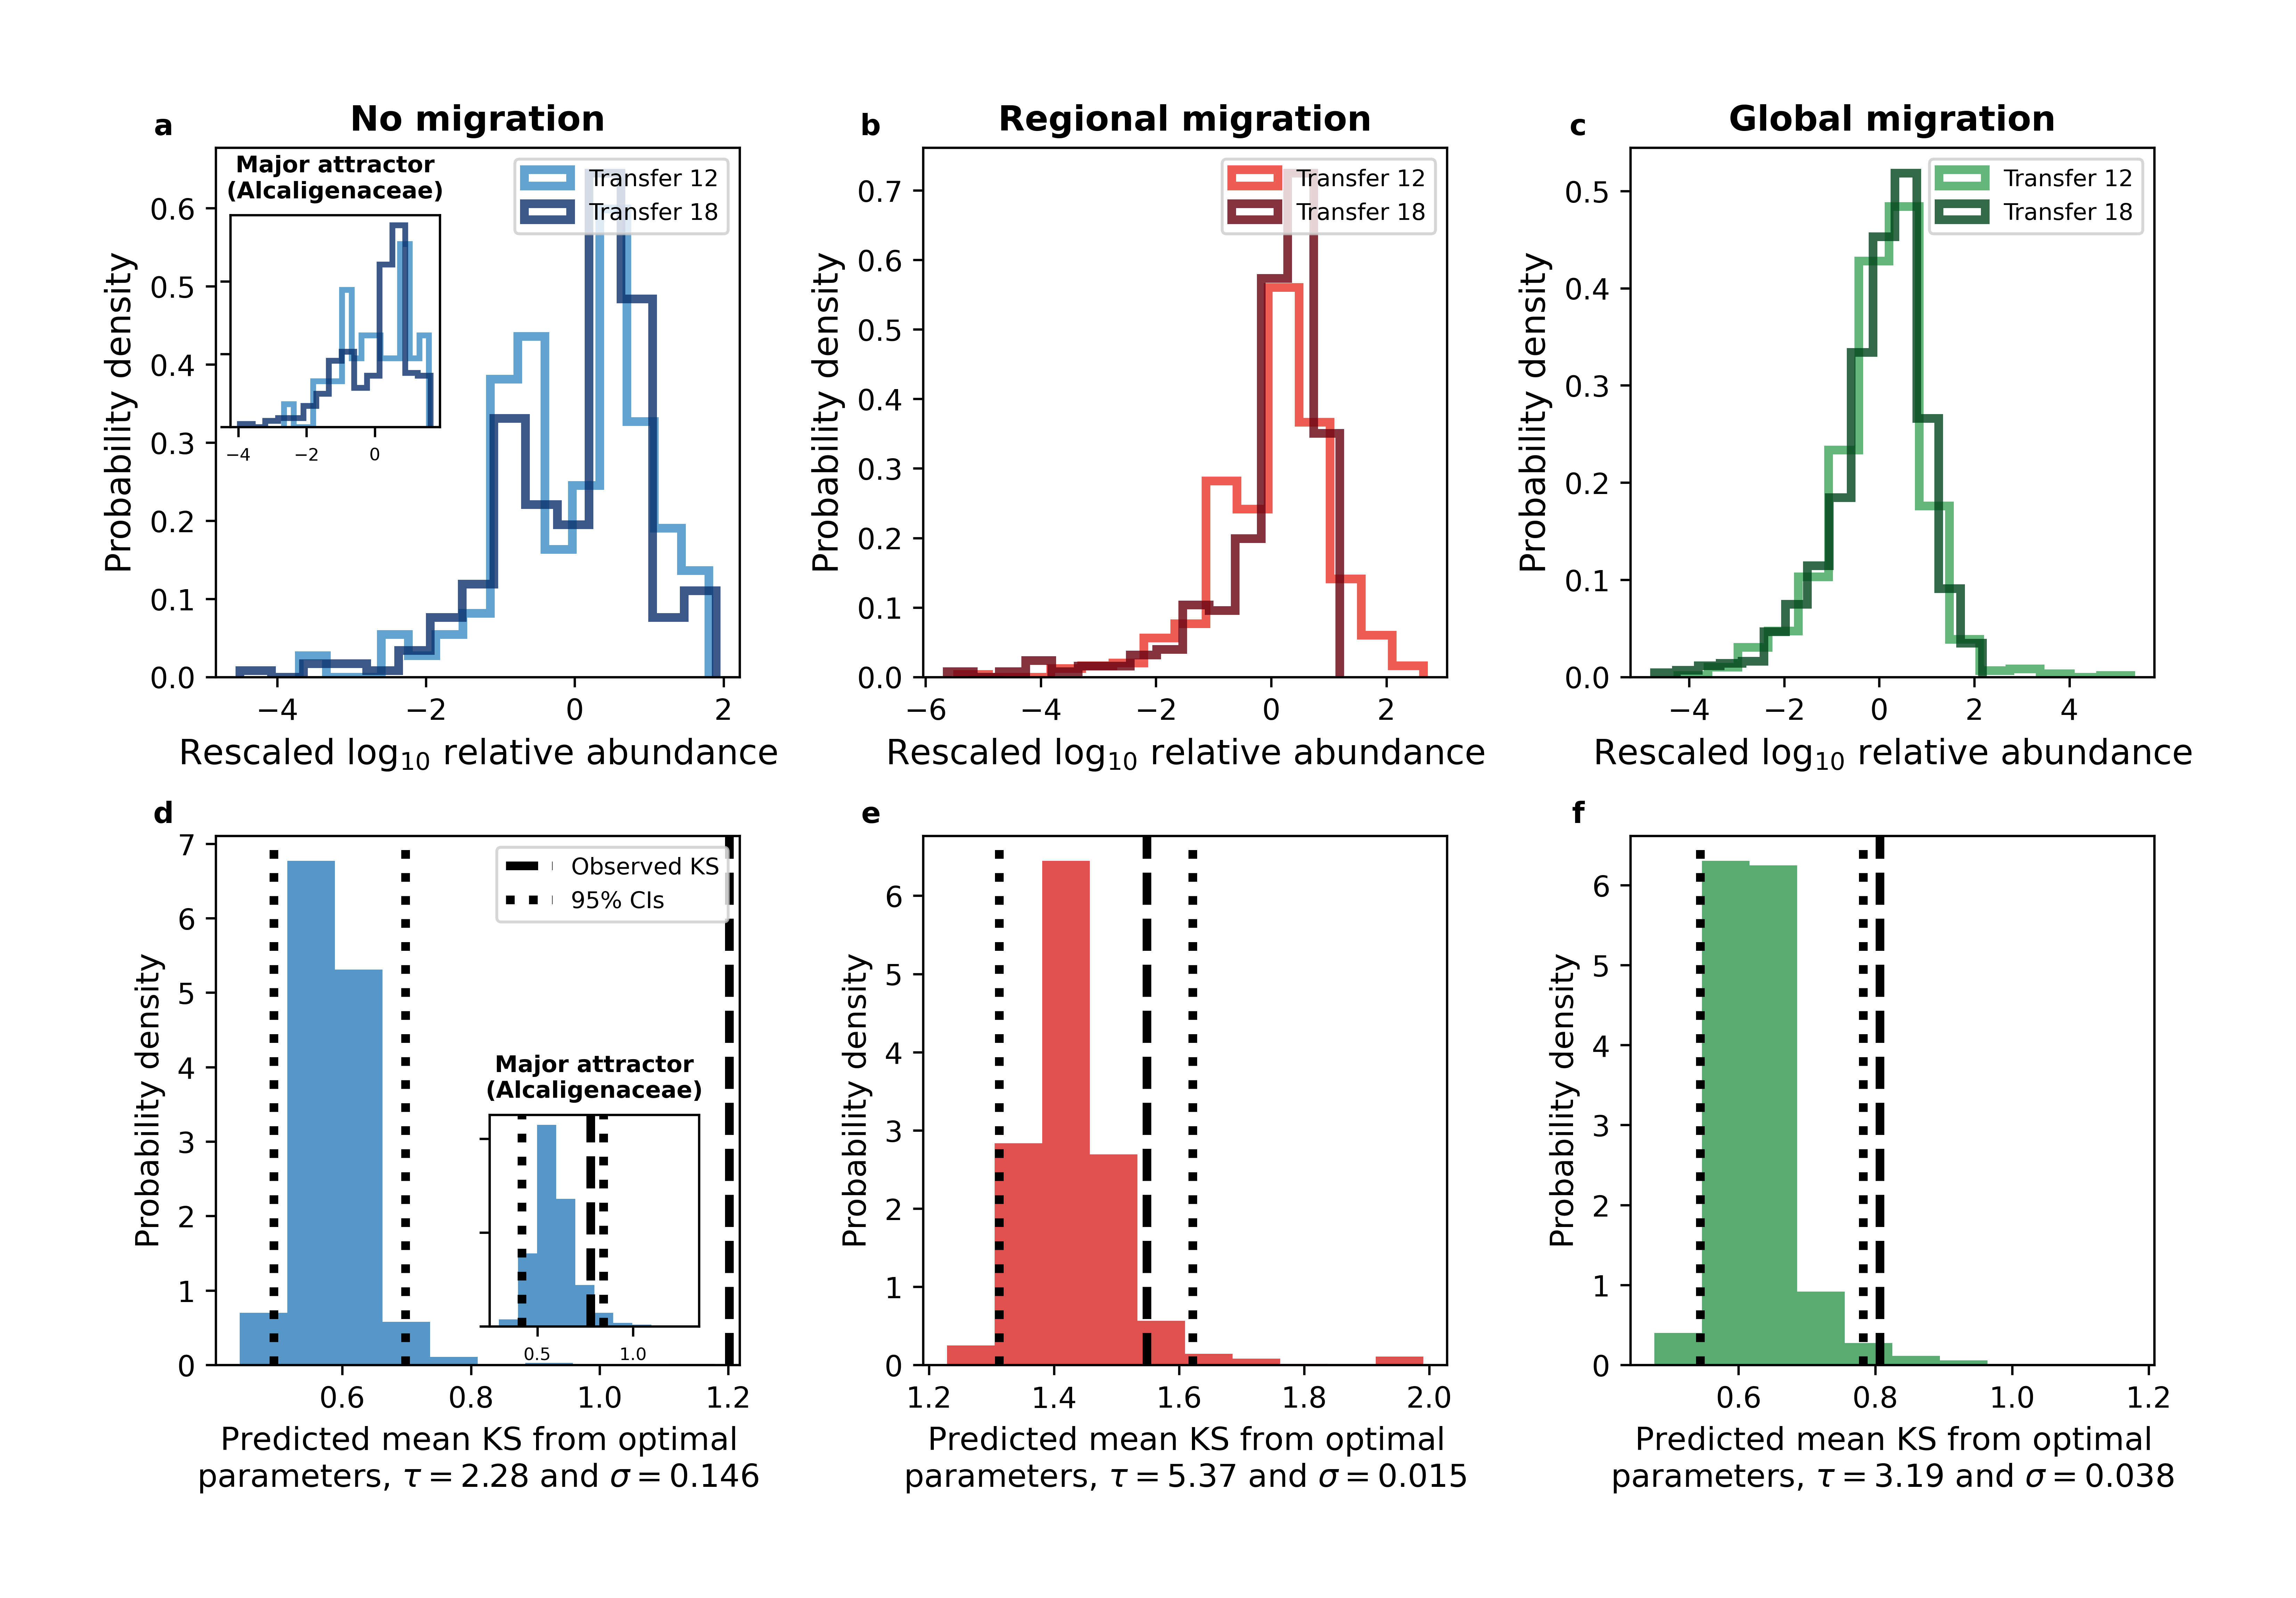 a
No migration
Major attractor
(Alcaligenaceae)
Transfer 12
Transfer 18
Probability density
0.6
0.5
0.4
0.3
0.2
0.1
0.0
−4
−2
0
−4
−2
0
2
Rescaled log₁₀ relative abundance
b
Regional migration
Transfer 12
Transfer 18
Probability density
0.7
0.6
0.5
0.4
0.3
0.2
0.1
0.0
−6
−4
−2
0
2
Rescaled log₁₀ relative abundance
c
Global migration
Transfer 12
Transfer 18
Probability density
0.5
0.4
0.3
0.2
0.1
0.0
−4
−2
0
2
4
Rescaled log₁₀ relative abundance
d
Observed KS
95% CIs
Probability density
7
6
5
4
3
2
1
0
Major attractor
(Alcaligenaceae)
0.5
1.0
0.6
0.8
1.0
1.2
Predicted mean KS from optimal
parameters, τ = 2.28 and σ = 0.146
e
Probability density
6
5
4
3
2
1
0
1.2
1.4
1.6
1.8
2.0
Predicted mean KS from optimal
parameters, τ = 5.37 and σ = 0.015
f
Probability density
6
5
4
3
2
1
0
0.6
0.8
1.0
1.2
Predicted mean KS from optimal
parameters, τ = 3.19 and σ = 0.038